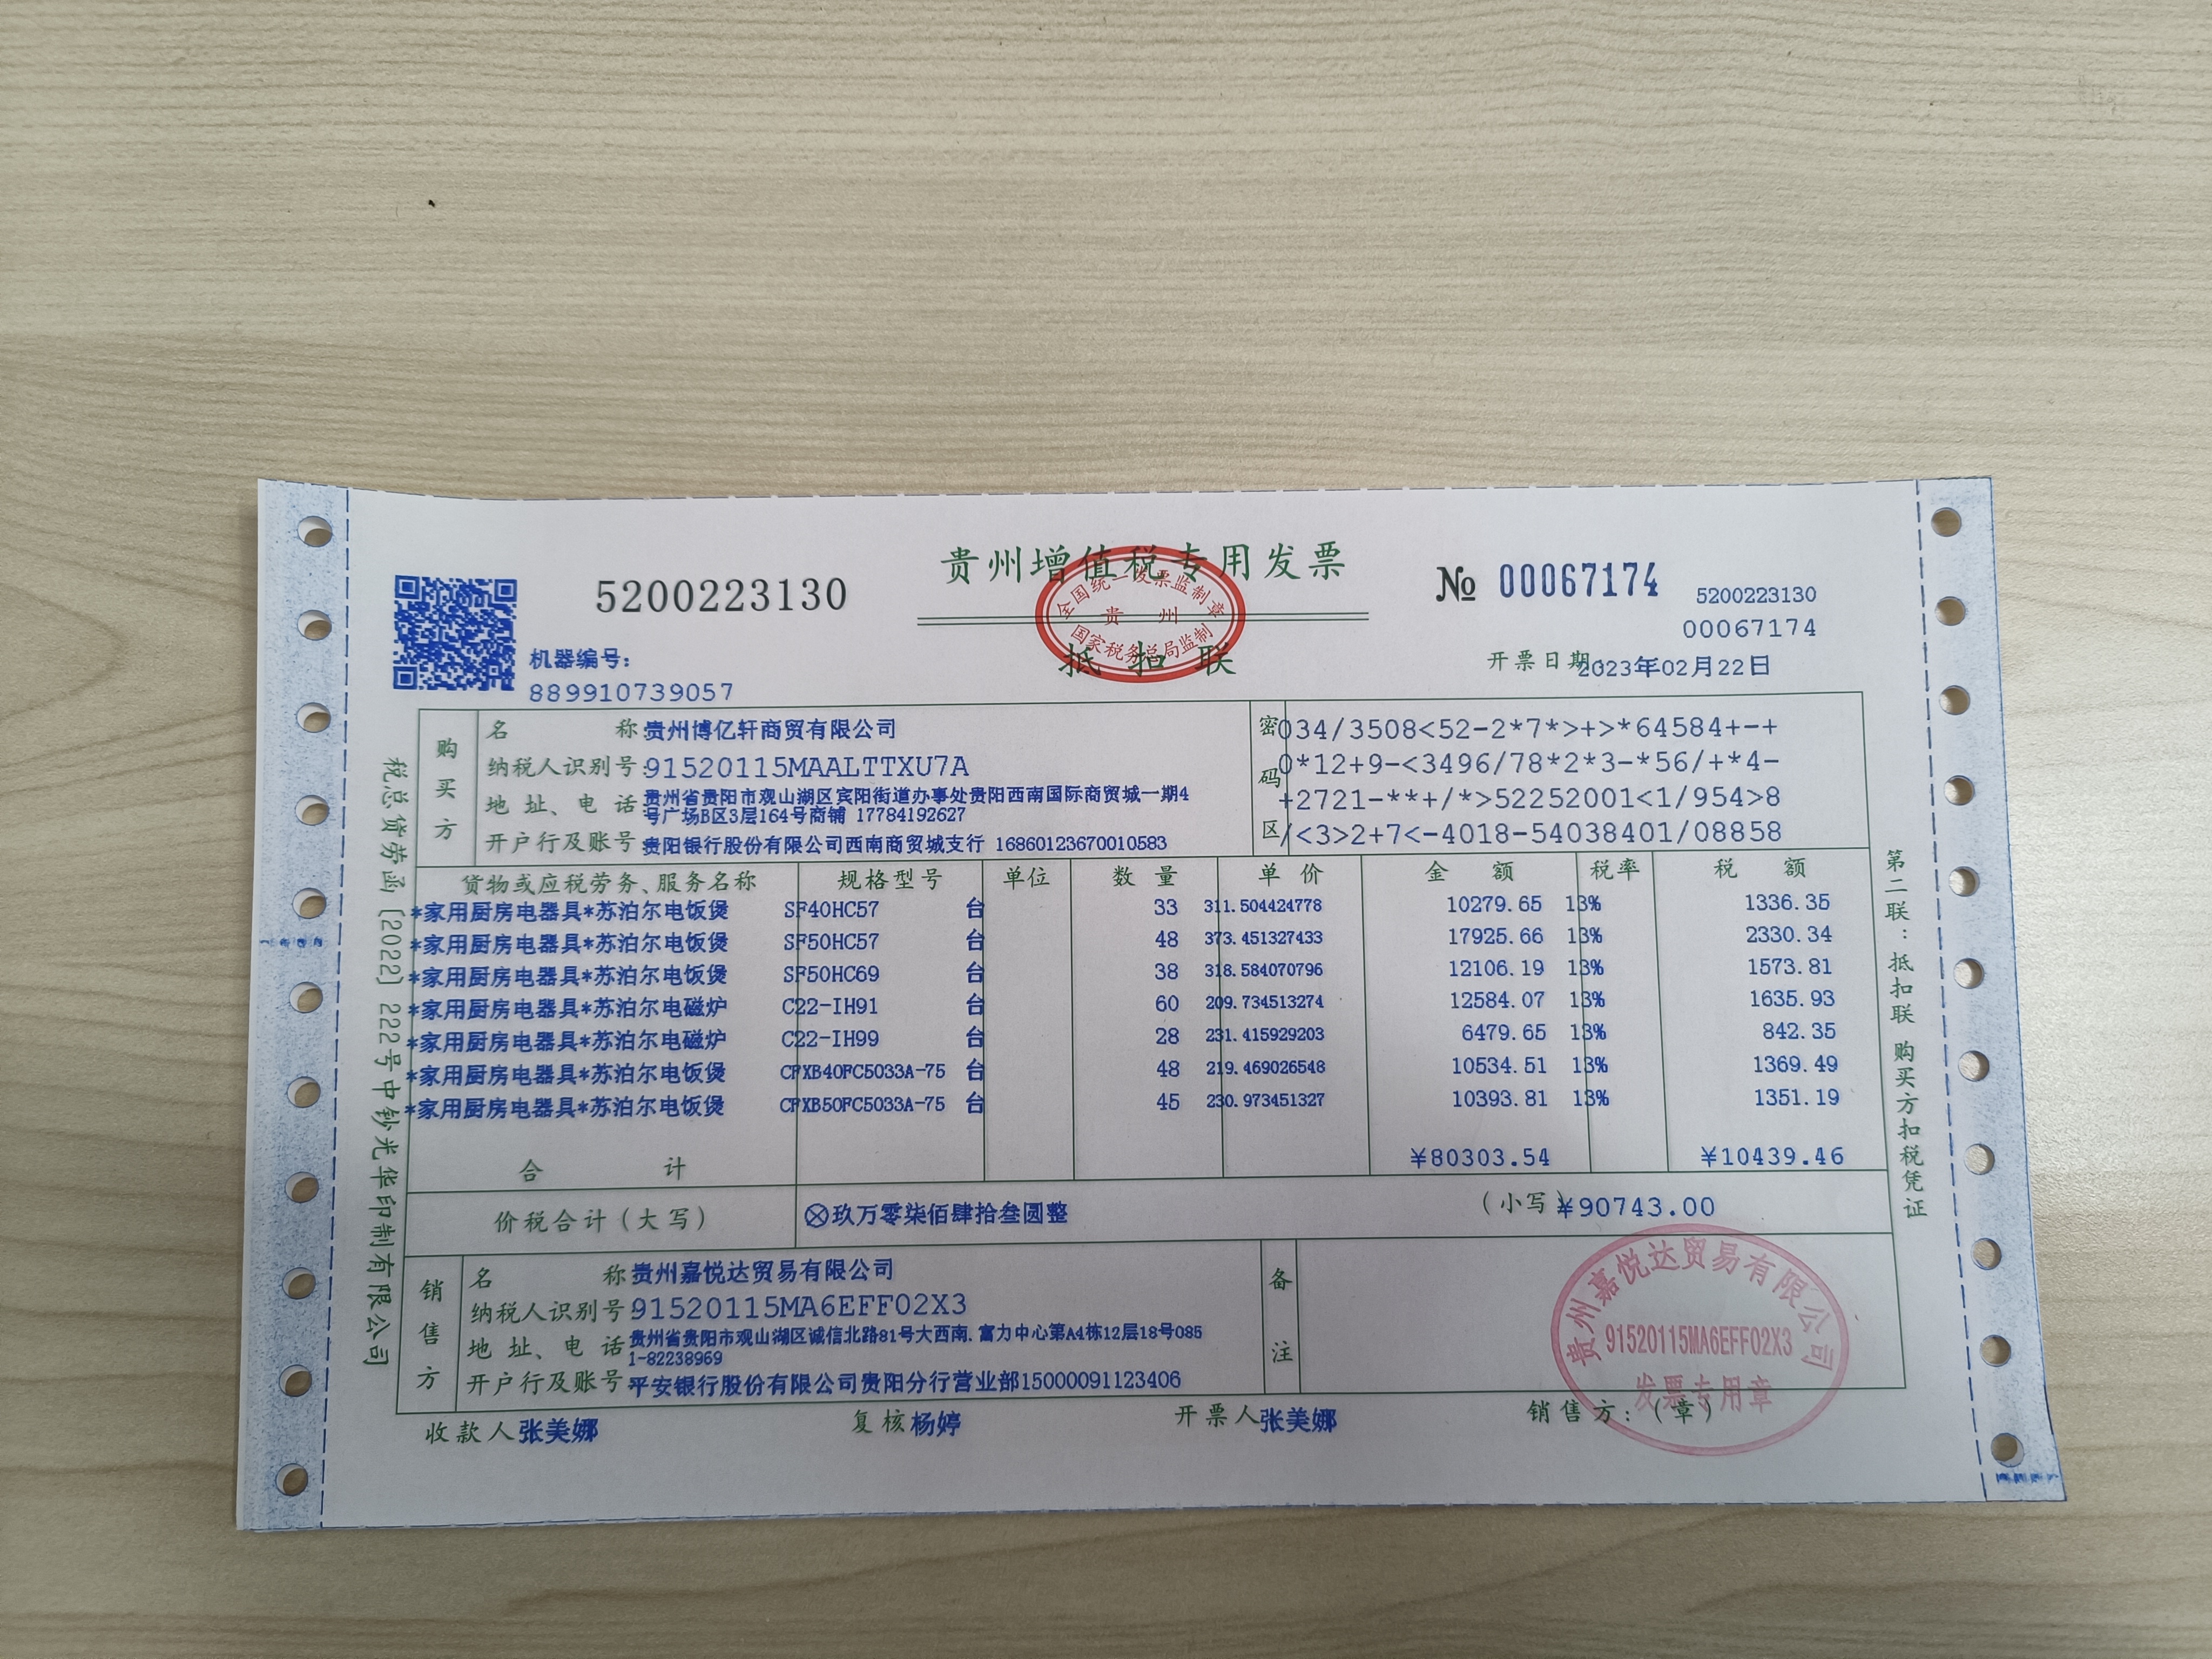 贵州增值税专用发票
全国统一发票监制章
贵 州
国家税务总局监制
抵 扣 联
5200223130
№ 00067174
5200223130
00067174
机器编号:
889910739057
开票日期:2023年02月22日
购买方
名 称:贵州博亿轩商贸有限公司
纳税人识别号:91520115MAALTTXU7A
地 址、电 话:贵州省贵阳市观山湖区宾阳街道办事处贵阳西南国际商贸城一期4
号广场B区3层164号商铺 17784192627
开户行及账号:贵阳银行股份有限公司西南商贸城支行 16860123670010583
密码区
034/3508<52-2*7*>+>*64584+-+
0*12+9-<3496/78*2*3-*56/+*4-
+2721-**+/*>52252001<1/954>8
/<3>2+7<-4018-54038401/08858
货物或应税劳务、服务名称 规格型号 单位 数 量 单 价 金 额 税率 税 额
*家用厨房电器具*苏泊尔电饭煲 SF40HC57 台 33 311.504424778 10279.65 13% 1336.35
*家用厨房电器具*苏泊尔电饭煲 SF50HC57 台 48 373.451327433 17925.66 13% 2330.34
*家用厨房电器具*苏泊尔电饭煲 SF50HC69 台 38 318.584070796 12106.19 13% 1573.81
*家用厨房电器具*苏泊尔电磁炉 C22-IH91 台 60 209.734513274 12584.07 13% 1635.93
*家用厨房电器具*苏泊尔电磁炉 C22-IH99 台 28 231.415929203 6479.65 13% 842.35
*家用厨房电器具*苏泊尔电饭煲 CFXB40FC5033A-75 台 48 219.469026548 10534.51 13% 1369.49
*家用厨房电器具*苏泊尔电饭煲 CFXB50FC5033A-75 台 45 230.973451327 10393.81 13% 1351.19
合 计 ¥80303.54 ¥10439.46
价税合计(大写) ⊗玖万零柒佰肆拾叁圆整 (小写)¥90743.00
销售方
名 称:贵州嘉悦达贸易有限公司
纳税人识别号:91520115MA6EFF02X3
地 址、电 话:贵州省贵阳市观山湖区诚信北路81号大西南.富力中心第A4栋12层18号085
1-82238969
开户行及账号:平安银行股份有限公司贵阳分行营业部15000091123406
备注
贵州嘉悦达贸易有限公司
91520115MA6EFF02X3
发票专用章
收款人:张美娜 复核:杨婷 开票人:张美娜 销售方:(章)
税总货劳函〔2022〕222号中钞光华印制有限公司
第二联:抵扣联 购买方扣税凭证